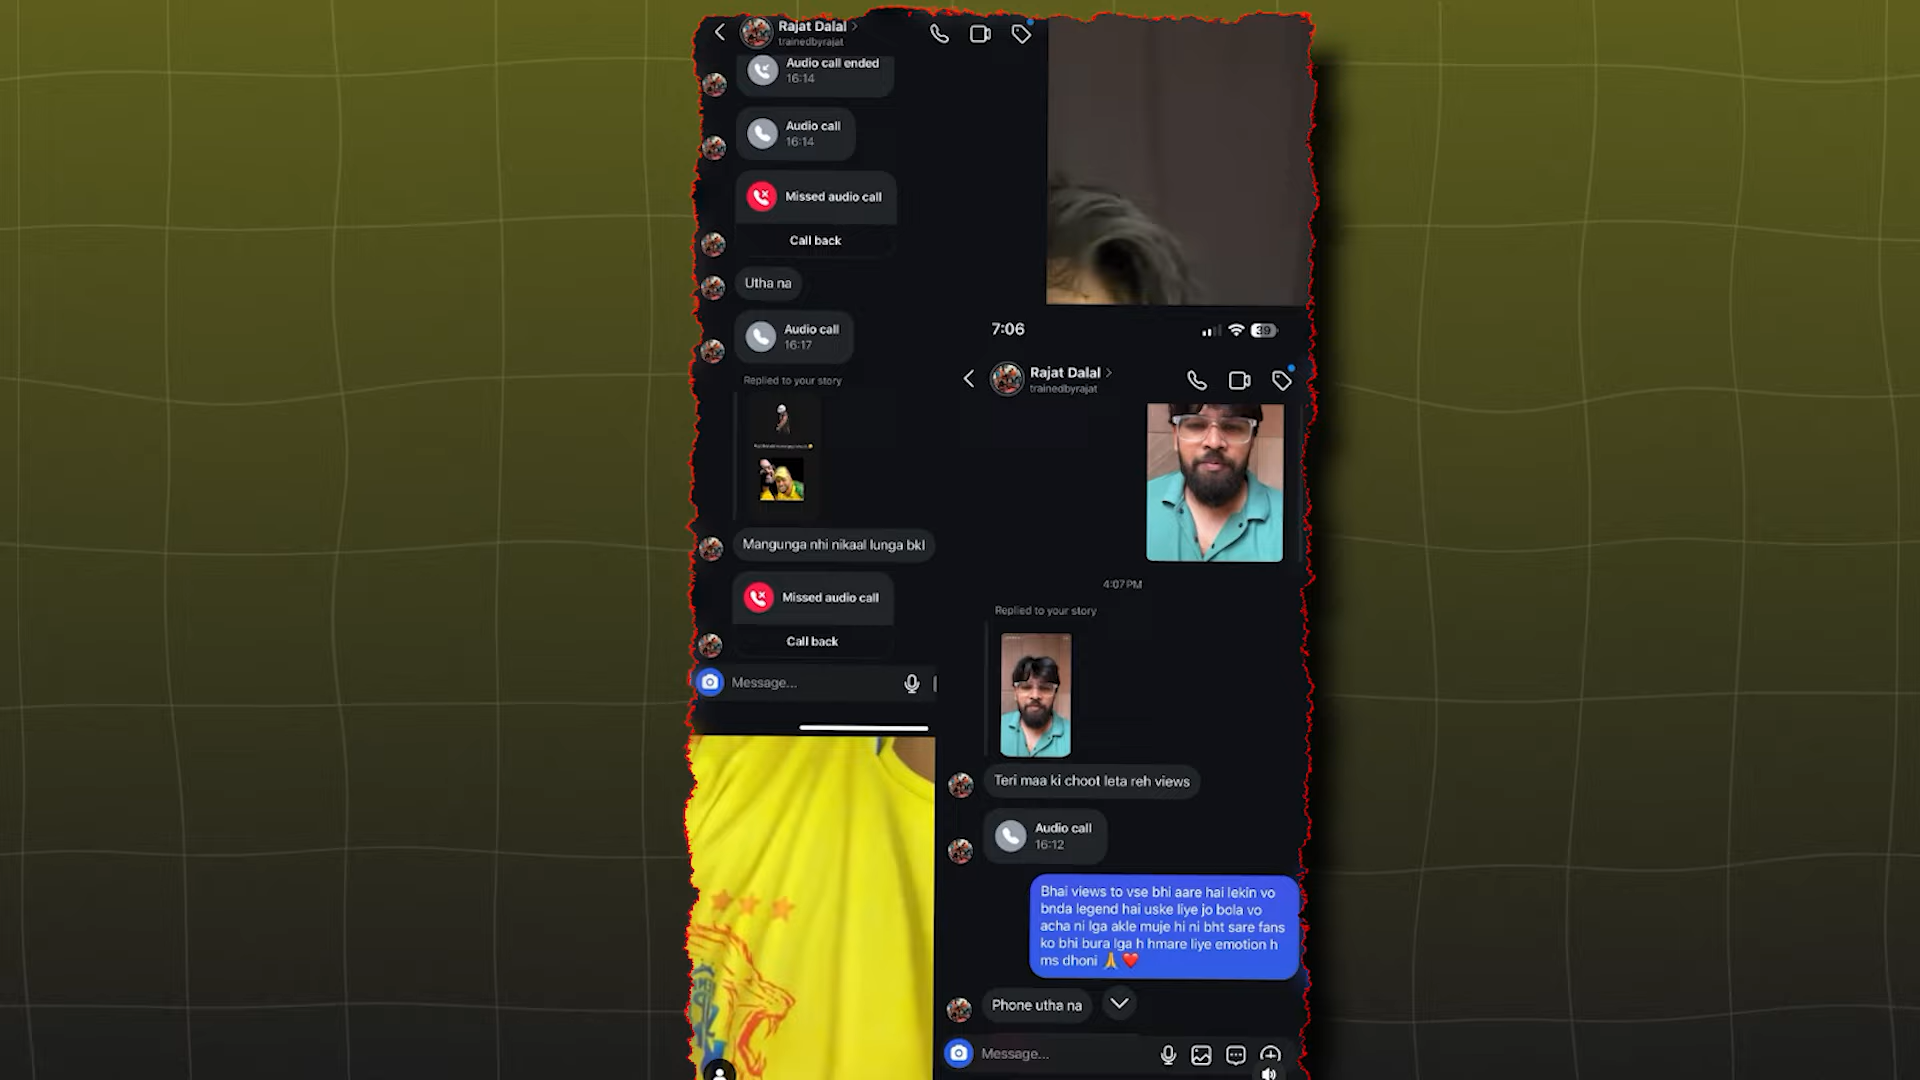 Rajat Dalal
trainedbyrajat
Audio call ended
16:14
Audio call
16:14
Missed audio call
Call back
Utha na
Audio call
16:17
Replied to your story
Mangunga nhi nikaal lunga bkl
Missed audio call
Call back
Message...
7:06
39
Rajat Dalal
trainedbyrajat
4:07 PM
Replied to your story
Teri maa ki choot leta reh views
Audio call
16:12
Bhai views to vse bhi aare hai lekin vo
bnda legend hai uske liye jo bola vo
acha ni lga akle muje hi ni bht sare fans
ko bhi bura lga h hmare liye emotion h
ms dhoni 🙏❤️
Phone utha na
Message...